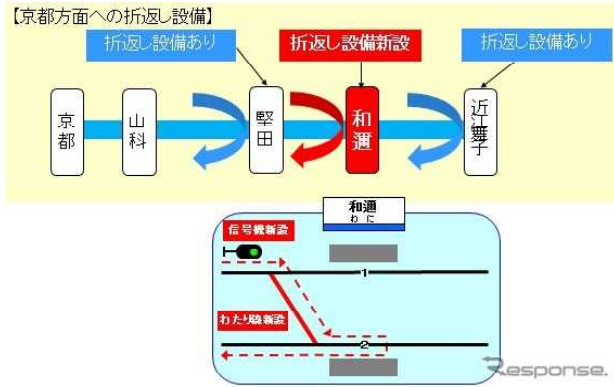 【京都方面への折返し設備】
折返し設備あり
折返し設備新設
折返し設備あり
京都
山科
堅田
和邇
近江舞子
和邇
わに
信号機新設
1
わたり線新設
2
Response.